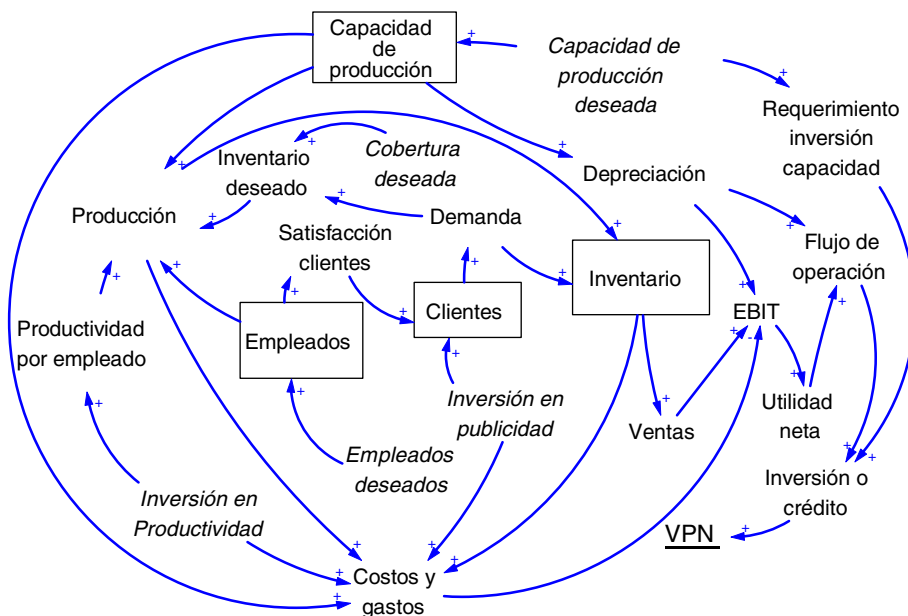 Capacidad
de
producción
Capacidad de
producción
deseada
Requerimiento
inversión
capacidad
Inventario
deseado
Cobertura
deseada
Depreciación
Producción
Satisfacción
clientes
Demanda
Inventario
Flujo de
operación
Productividad
por empleado
Empleados
Clientes
EBIT
Inversión en
publicidad
Ventas
Utilidad
neta
Empleados
deseados
Inversión en
Productividad
Inversión o
crédito
VPN
Costos y
gastos